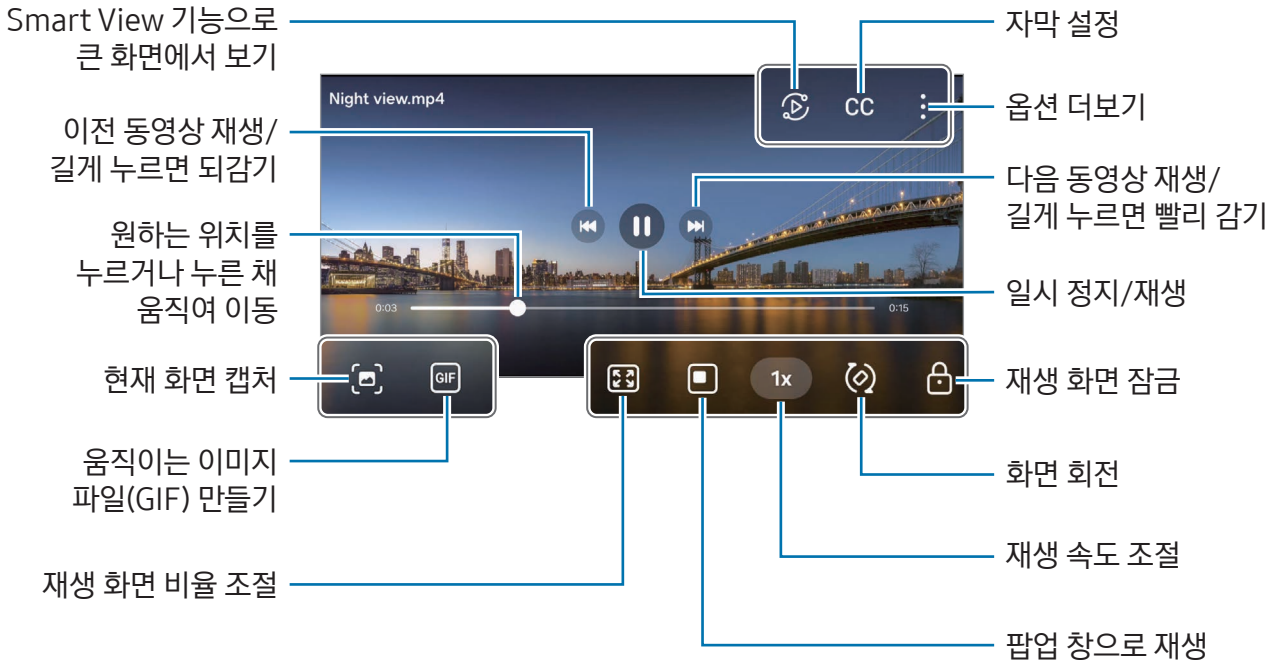 Smart View 기능으로
큰 화면에서 보기
자막 설정
옵션 더보기
Night view.mp4
CC
이전 동영상 재생/
길게 누르면 되감기
다음 동영상 재생/
길게 누르면 빨리 감기
원하는 위치를
누르거나 누른 채
움직여 이동
일시 정지/재생
0:03
0:15
현재 화면 캡처
GIF
1x
재생 화면 잠금
움직이는 이미지
파일(GIF) 만들기
화면 회전
재생 속도 조절
재생 화면 비율 조절
팝업 창으로 재생